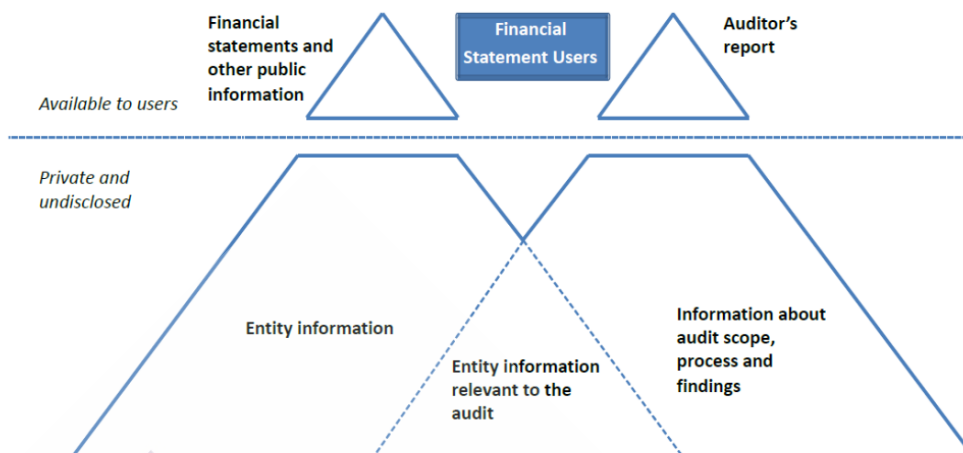 Financial
statements and
other public
information
Financial
Statement Users
Auditor’s
report
Available to users
Private and
undisclosed
Entity information
Entity information
relevant to the
audit
Information about
audit scope,
process and
findings